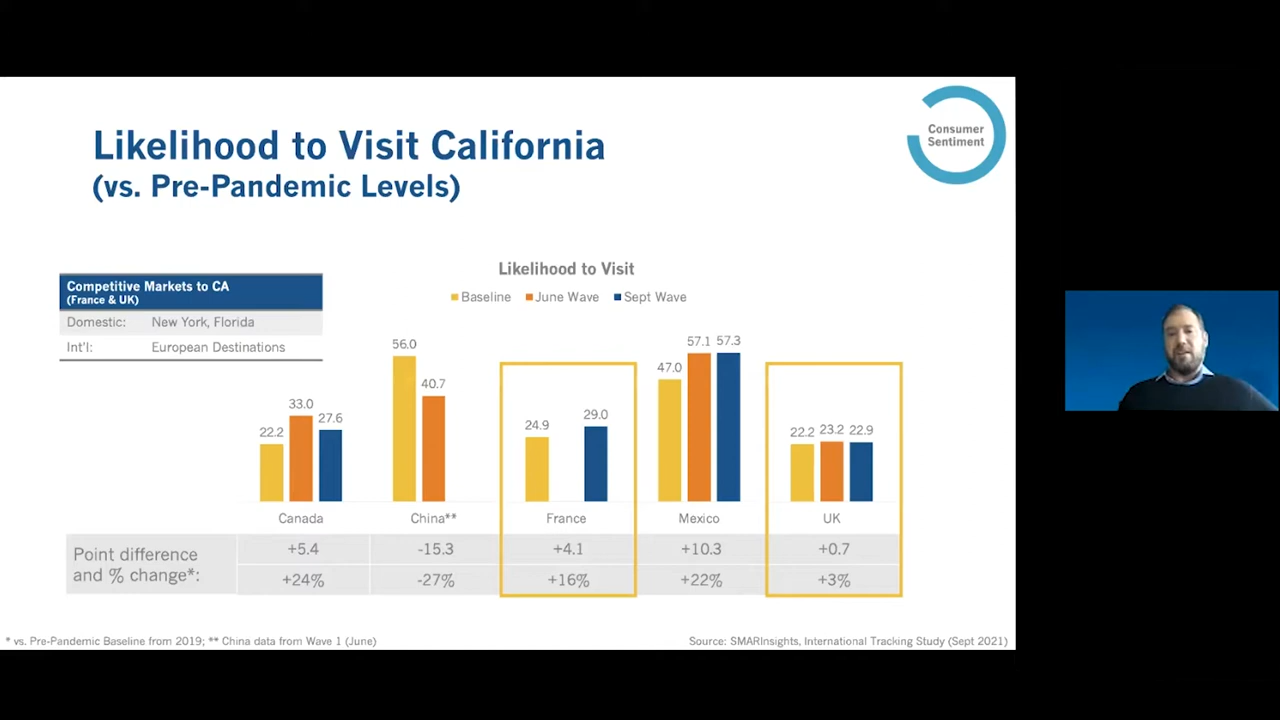 Consumer
Sentiment
Likelihood to Visit California
(vs. Pre-Pandemic Levels)
Competitive Markets to CA
(France & UK)
Domestic: New York, Florida
Int'l: European Destinations
Likelihood to Visit
Baseline June Wave Sept Wave
22.2 33.0 27.6
56.0 40.7
24.9 29.0
47.0 57.1 57.3
22.2 23.2 22.9
Canada China** France Mexico UK
Point difference
and % change*:
+5.4 -15.3 +4.1 +10.3 +0.7
+24% -27% +16% +22% +3%
* vs. Pre-Pandemic Baseline from 2019; ** China data from Wave 1 (June)
Source: SMARInsights, International Tracking Study (Sept 2021)